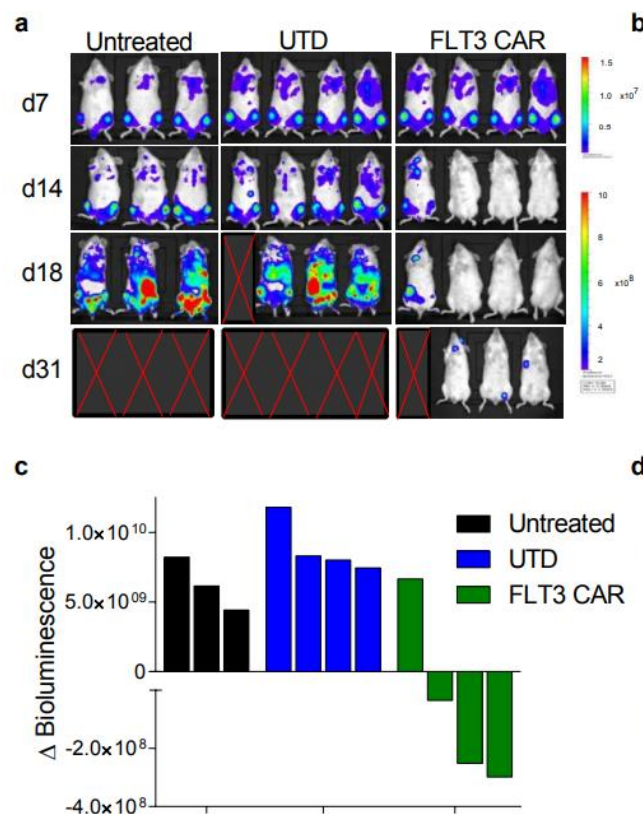 a
b
Untreated UTD FLT3 CAR
d7
1.5
1.0
0.5
x10⁷
d14
d18
10
8
6
4
2
x10⁸
d31
c
d
Δ Bioluminescence
1.0×10¹⁰
5.0×10⁰⁹
0
-2.0×10⁸
-4.0×10⁸
Untreated
UTD
FLT3 CAR